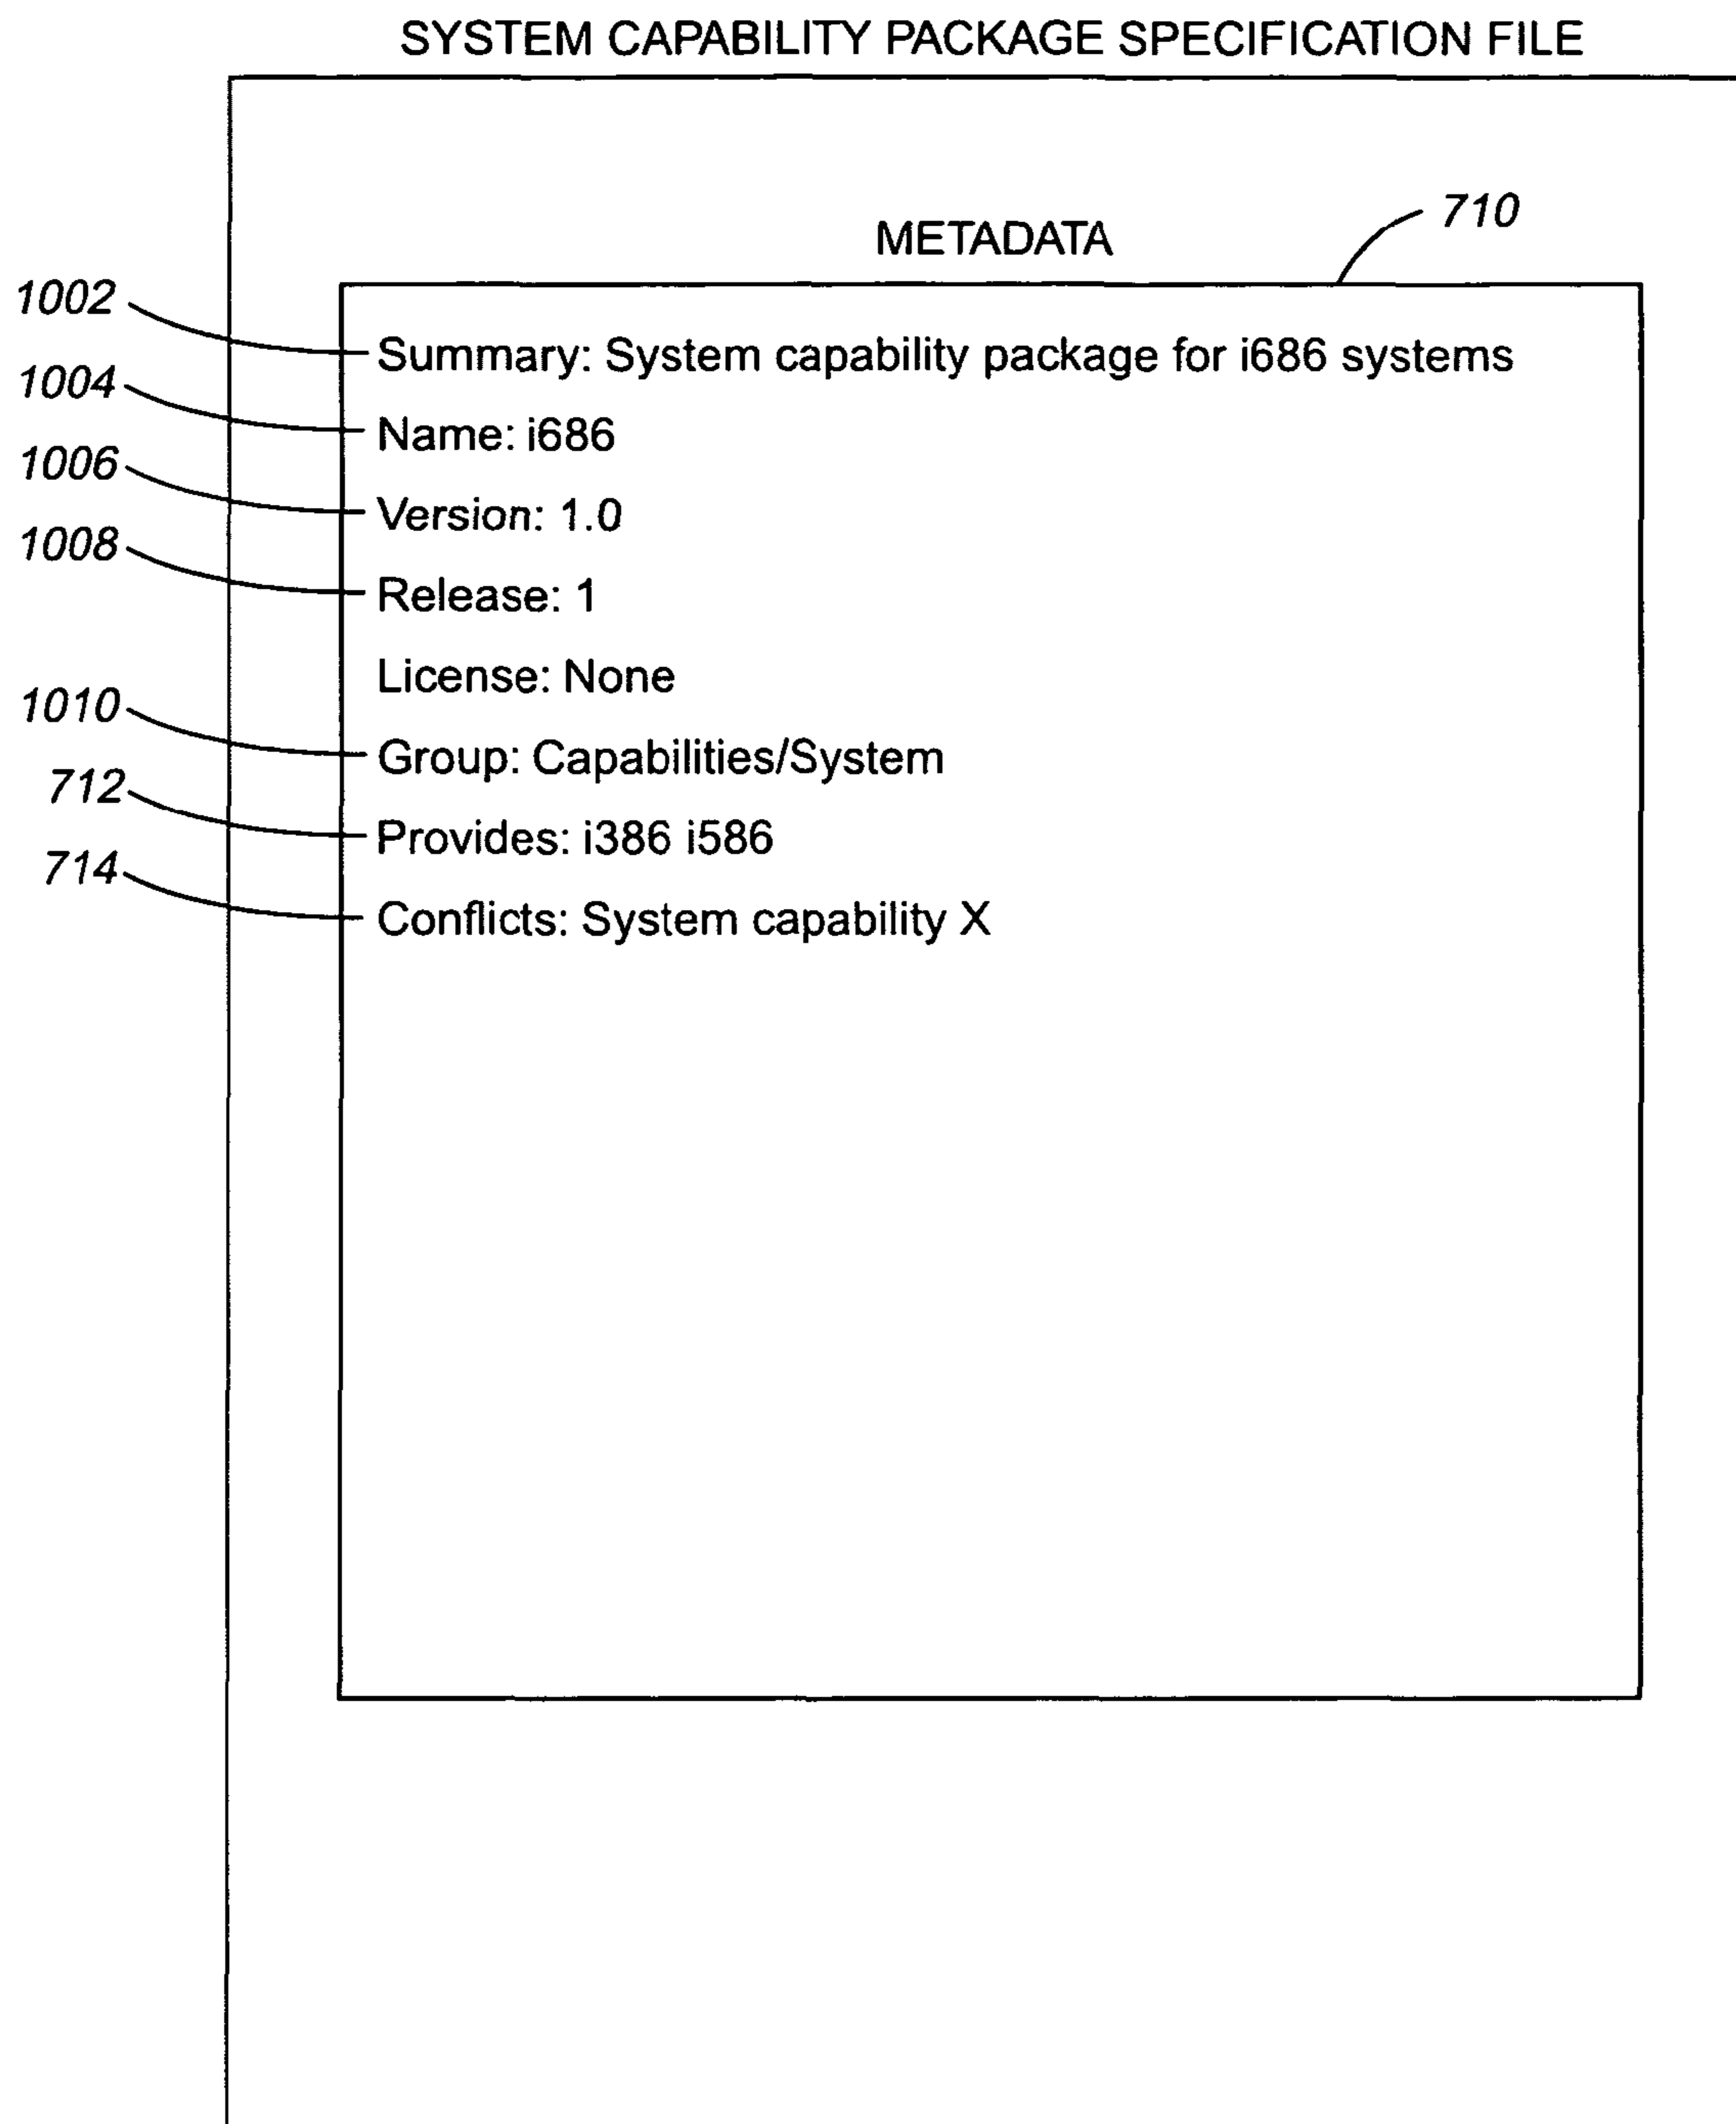 SYSTEM CAPABILITY PACKAGE SPECIFICATION FILE
710
METADATA
1002
Summary: System capability package for i686 systems
1004
Name: i686
1006
Version: 1.0
1008
Release: 1
License: None
1010
Group: Capabilities/System
712
Provides: i386 i586
714
Conflicts: System capability X